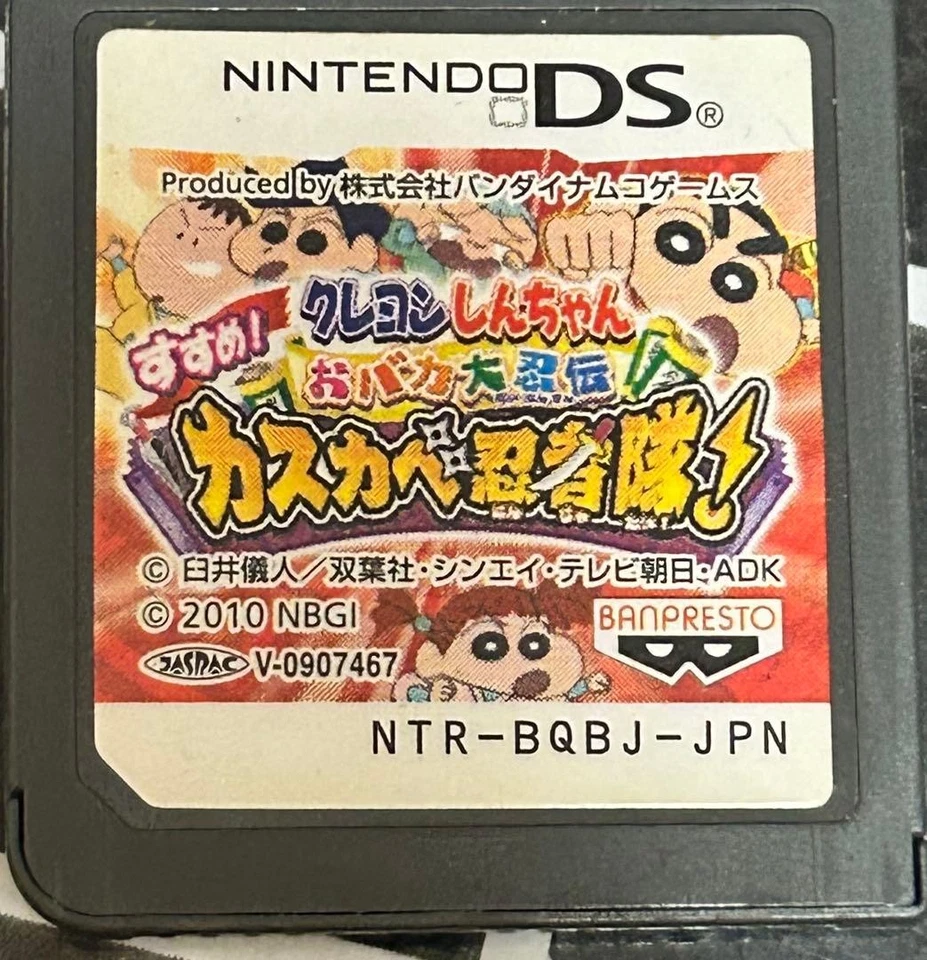 NINTENDO DS®
Produced by 株式会社バンダイナムコゲームス
クレヨンしんちゃん
おバカ大忍伝
すすめ!
カスカベ忍者隊!
© 臼井儀人／双葉社・シンエイ・テレビ朝日・ADK
© 2010 NBGI
BANPRESTO
JASRAC V-0907467
NTR-BQBJ-JPN